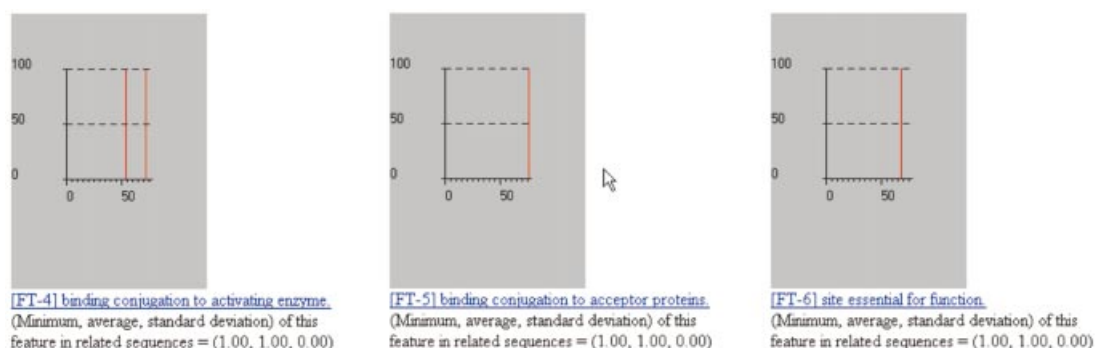 100
50
0
0 50
[FT-4] binding conjugation to activating enzyme.
(Minimum, average, standard deviation) of this
feature in related sequences = (1.00, 1.00, 0.00)
100
50
0
0 50
[FT-5] binding conjugation to acceptor proteins.
(Minimum, average, standard deviation) of this
feature in related sequences = (1.00, 1.00, 0.00)
100
50
0
0 50
[FT-6] site essential for function.
(Minimum, average, standard deviation) of this
feature in related sequences = (1.00, 1.00, 0.00)